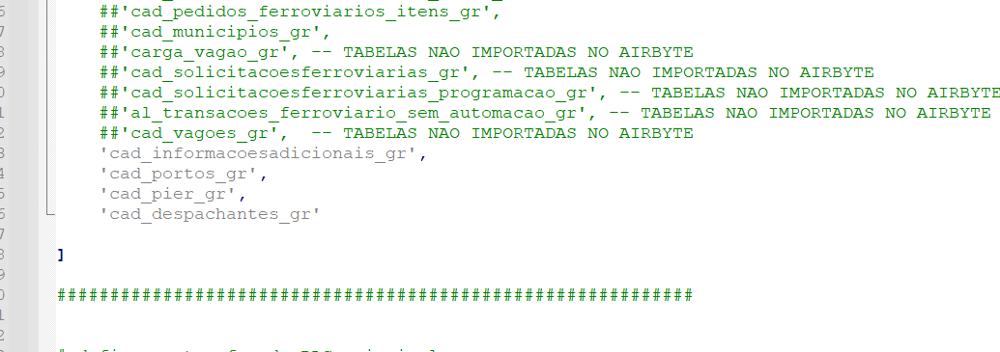 ##'cad_pedidos_ferroviarios_itens_gr',
##'cad_municipios_gr',
##'carga_vagao_gr', -- TABELAS NAO IMPORTADAS NO AIRBYTE
##'cad_solicitacoesferroviarias_gr', -- TABELAS NAO IMPORTADAS NO AIRBYTE
##'cad_solicitacoesferroviarias_programacao_gr', -- TABELAS NAO IMPORTADAS NO AIRBYTE
##'al_transacoes_ferroviario_sem_automacao_gr', -- TABELAS NAO IMPORTADAS NO AIRBYTE
##'cad_vagoes_gr', -- TABELAS NAO IMPORTADAS NO AIRBYTE
'cad_informacoesadicionais_gr',
'cad_portos_gr',
'cad_pier_gr',
'cad_despachantes_gr'
]
############################################################